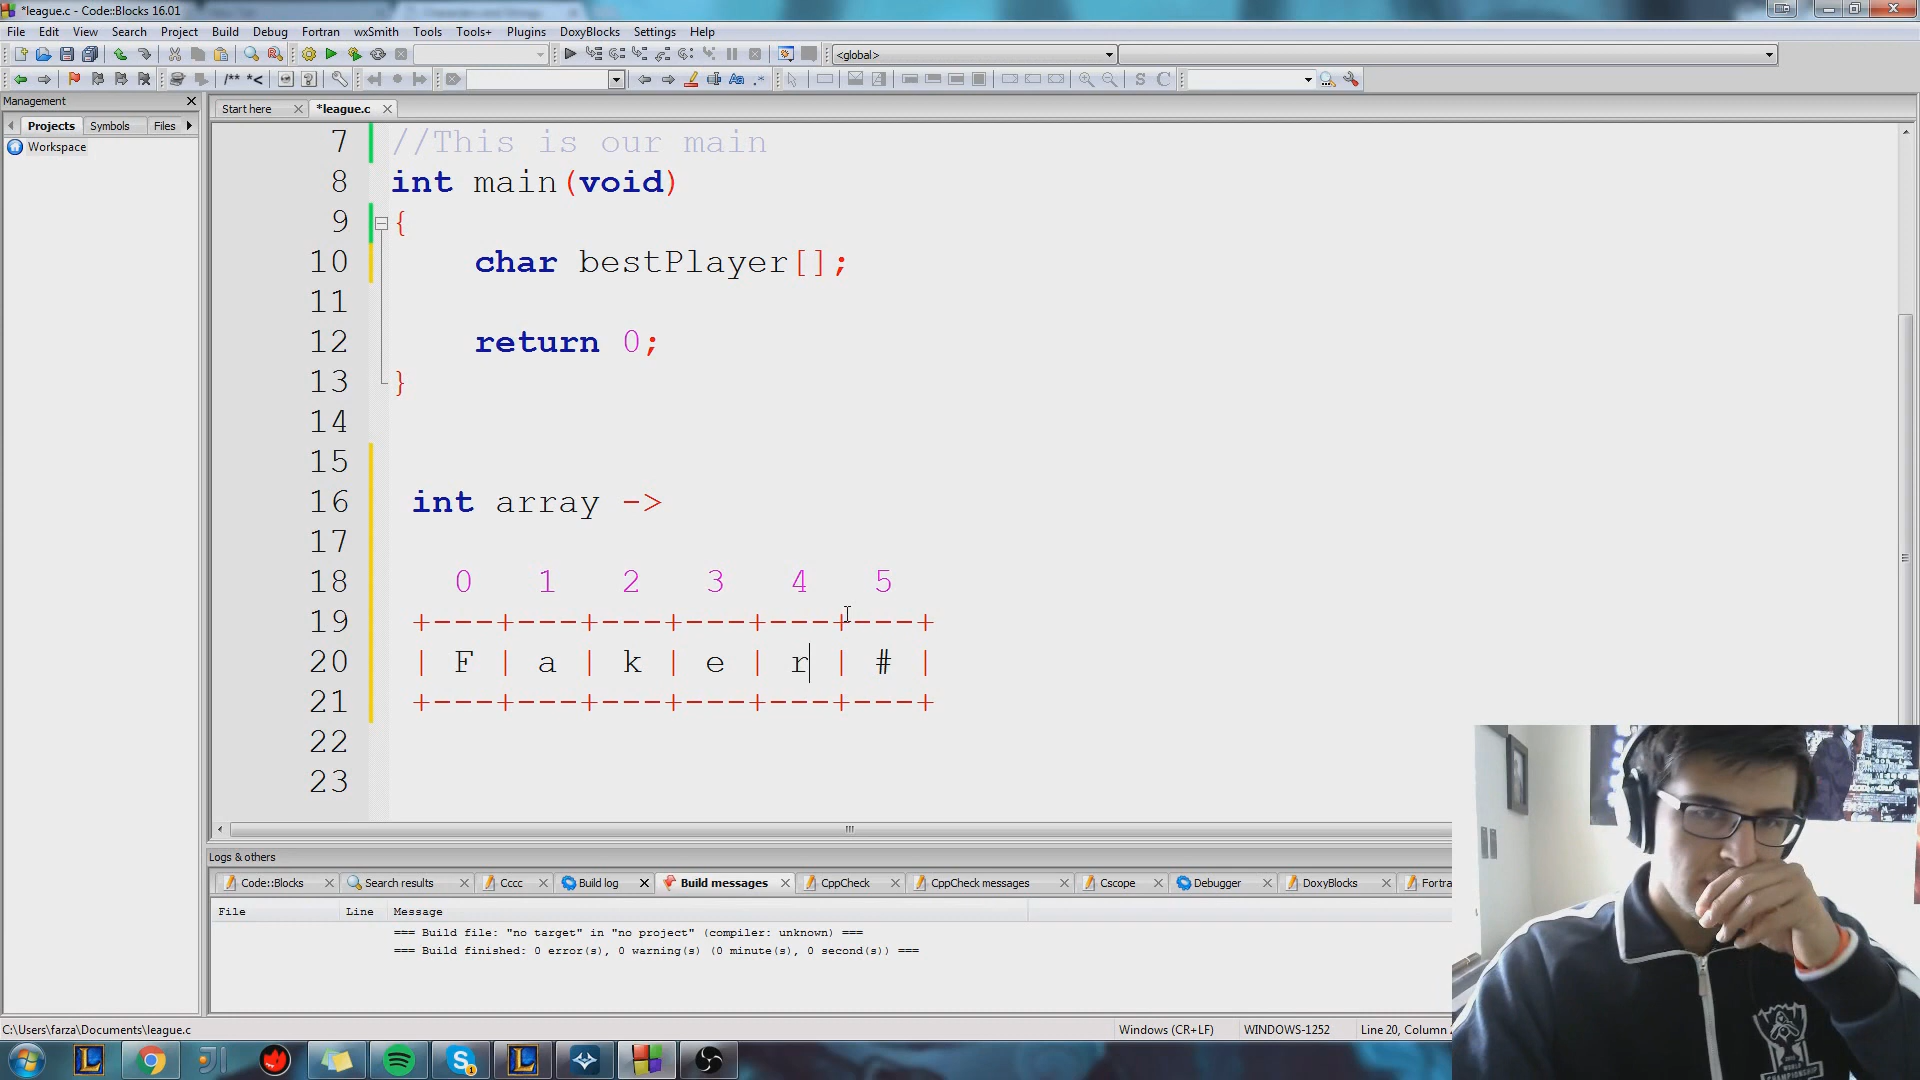 *league.c - Code::Blocks 16.01
File Edit View Search Project Build Debug Fortran wxSmith Tools Tools+ Plugins DoxyBlocks Settings Help
<global>
/** *<
Management
Start here *league.c
Projects Symbols Files
Workspace
7 //This is our main
8 int main(void)
9 {
10 char bestPlayer[];
11
12 return 0;
13 }
14
15
16 int array ->
17
18 0 1 2 3 4 5
19 +---+---+---+---+---+---+
20 | F | a | k | e | r | # |
21 +---+---+---+---+---+---+
22
23
Logs & others
Code::Blocks Search results Cccc Build log Build messages CppCheck CppCheck messages Cscope Debugger DoxyBlocks Fortra
File Line Message
=== Build file: "no target" in "no project" (compiler: unknown) ===
=== Build finished: 0 error(s), 0 warning(s) (0 minute(s), 0 second(s)) ===
C:\Users\farza\Documents\league.c Windows (CR+LF) WINDOWS-1252 Line 20, Column